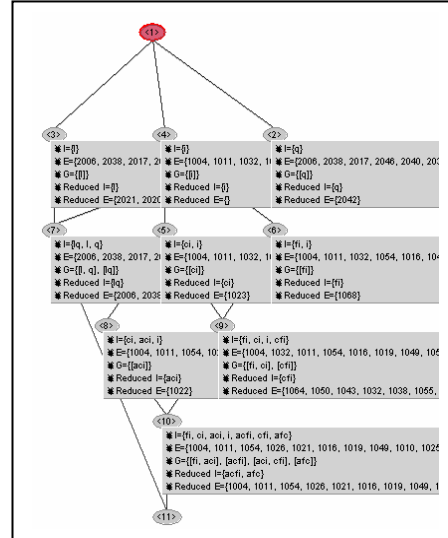 <1>
<3>
<4>
<2>
I={l}
E={2006, 2038, 2017, 2
G={[l]}
Reduced I={l}
Reduced E={2021, 2020
I={i}
E={1004, 1011, 1032, 1
G={[i]}
Reduced I={i}
Reduced E={}
I={q}
E={2006, 2038, 2017, 2046, 2040, 203
G={[q]}
Reduced I={q}
Reduced E={2042}
<7>
<5>
<6>
I={lq, l, q}
E={2006, 2038, 2017, 2
G={[l, q], [lq]}
Reduced I={lq}
Reduced E={2006, 2038
I={ci, i}
E={1004, 1011, 1032, 1
G={[ci]}
Reduced I={ci}
Reduced E={1023}
I={fi, i}
E={1004, 1011, 1032, 1054, 1016, 104
G={[fi]}
Reduced I={fi}
Reduced E={1068}
<8>
<9>
I={ci, aci, i}
E={1004, 1011, 1054, 10
G={[aci]}
Reduced I={aci}
Reduced E={1022}
I={fi, ci, i, cfi}
E={1004, 1032, 1011, 1054, 1016, 1019, 1049, 105
G={[fi, ci], [cfi]}
Reduced I={cfi}
Reduced E={1064, 1050, 1043, 1032, 1038, 1055,
<10>
I={fi, ci, aci, i, acfi, cfi, afc}
E={1004, 1011, 1054, 1026, 1021, 1016, 1019, 1049, 1010, 1025
G={[fi, aci], [acfi], [aci, cfi], [afc]}
Reduced I={acfi, afc}
Reduced E={1004, 1011, 1054, 1026, 1021, 1016, 1019, 1049, 1
<11>